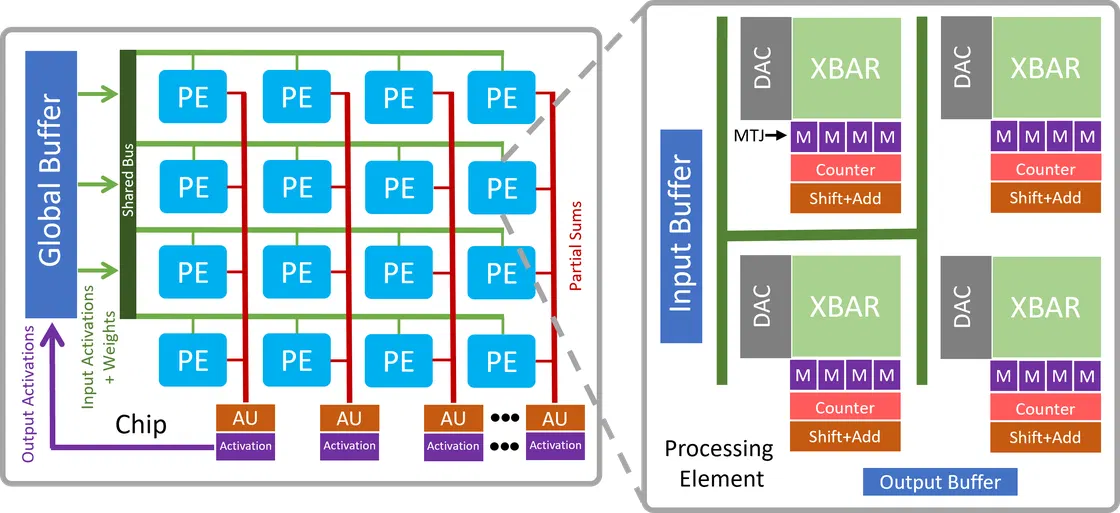 Global Buffer
Shared Bus
PE PE PE PE
PE PE PE PE
PE PE PE PE
PE PE PE PE
Partial Sums
Input Activations
+ Weights
Output Activations
Chip
AU AU AU AU
Activation Activation Activation Activation
Input Buffer
DAC XBAR DAC XBAR
MTJ M M M M M M M M
Counter Counter
Shift+Add Shift+Add
DAC XBAR DAC XBAR
M M M M M M M M
Counter Counter
Shift+Add Shift+Add
Processing
Element
Output Buffer